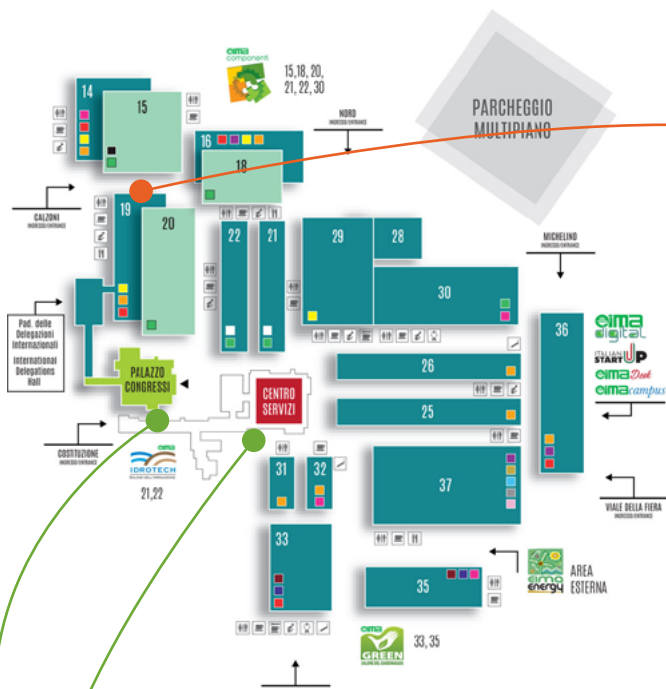 eima
componenti
15,18, 20,
21, 22, 30
PARCHEGGIO
MULTIPIANO
NORD
INGRESSO/ENTRANCE
14
15
16
18
CALZONI
INGRESSO/ENTRANCE
19
20
22
21
29
28
30
MICHELINO
INGRESSO/ENTRANCE
36
eima
digital
ITALIAN
START UP
eima Desk
eima campus
Pad. delle
Delegazioni
Internazionali
International
Delegations
Hall
PALAZZO
CONGRESSI
CENTRO
SERVIZI
26
25
COSTITUZIONE
INGRESSO/ENTRANCE
eima
IDROTECH
21,22
31
32
37
VIALE DELLA FIERA
INGRESSO/ENTRANCE
33
35
eima
energy
AREA
ESTERNA
eima
GREEN
33, 35